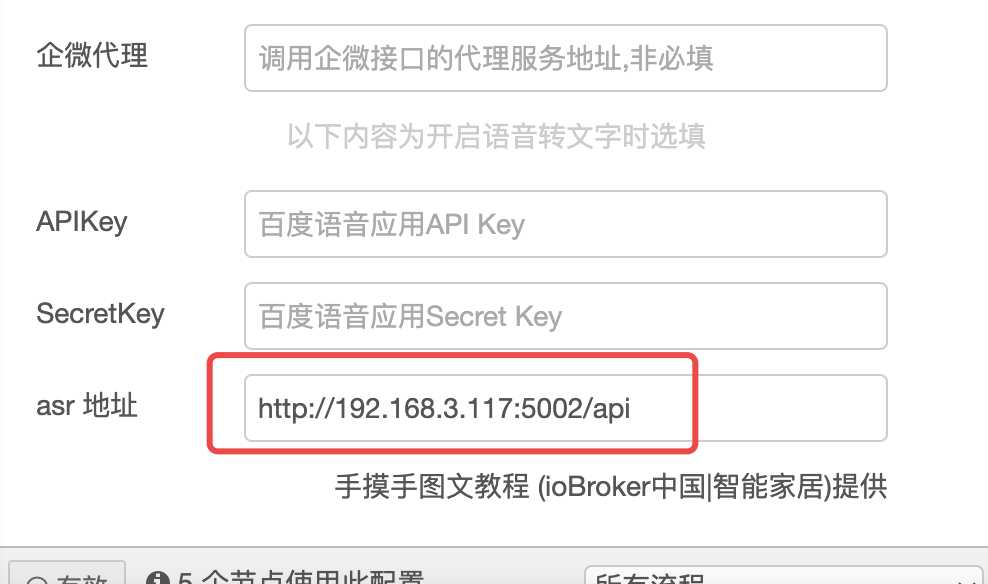 企微代理
调用企微接口的代理服务地址,非必填
以下内容为开启语音转文字时选填
APIKey
百度语音应用API Key
SecretKey
百度语音应用Secret Key
asr 地址
http://192.168.3.117:5002/api
手摸手图文教程 (ioBroker中国|智能家居)提供
有效
5 个节点使用此配置
所有流程